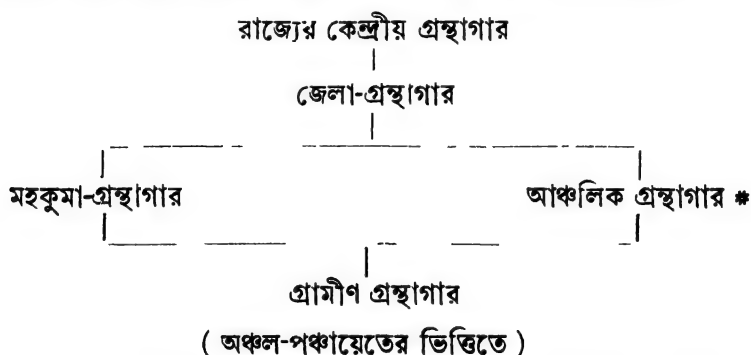 রাজ্যের কেন্দ্রীয় গ্রন্থাগার
জেলা-গ্রন্থাগার
মহকুমা-গ্রন্থাগার আঞ্চলিক গ্রন্থাগার *
গ্রামীণ গ্রন্থাগার
( অঞ্চল-পঞ্চায়েতের ভিত্তিতে )